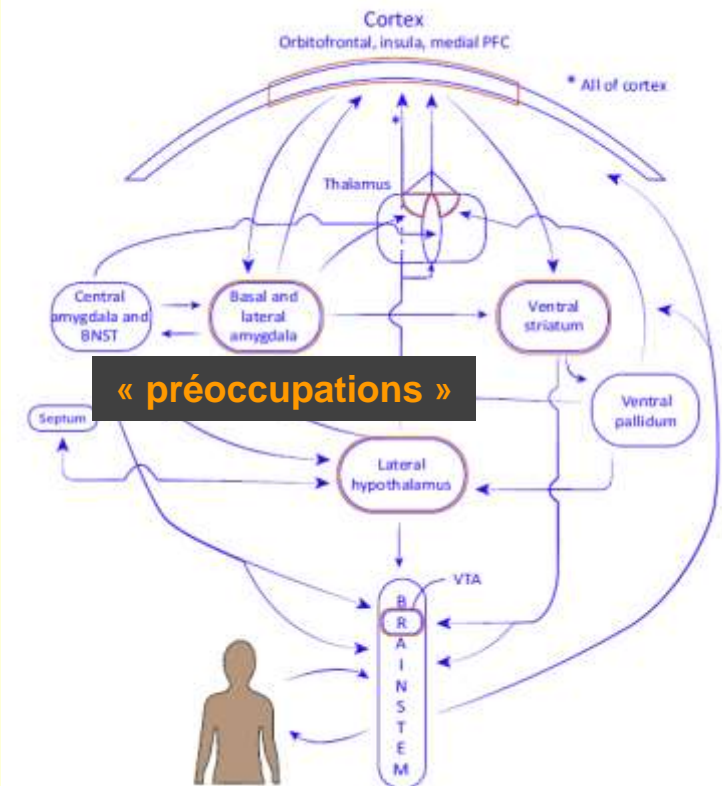 Cortex
Orbitofrontal, insula, medial PFC
* All of cortex
*
Thalamus
Central
amygdala and
BNST
Basal and
lateral
amygdala
Ventral
striatum
« préoccupations »
Ventral
pallidum
Septum
Lateral
hypothalamus
VTA
B
R
A
I
N
S
T
E
M